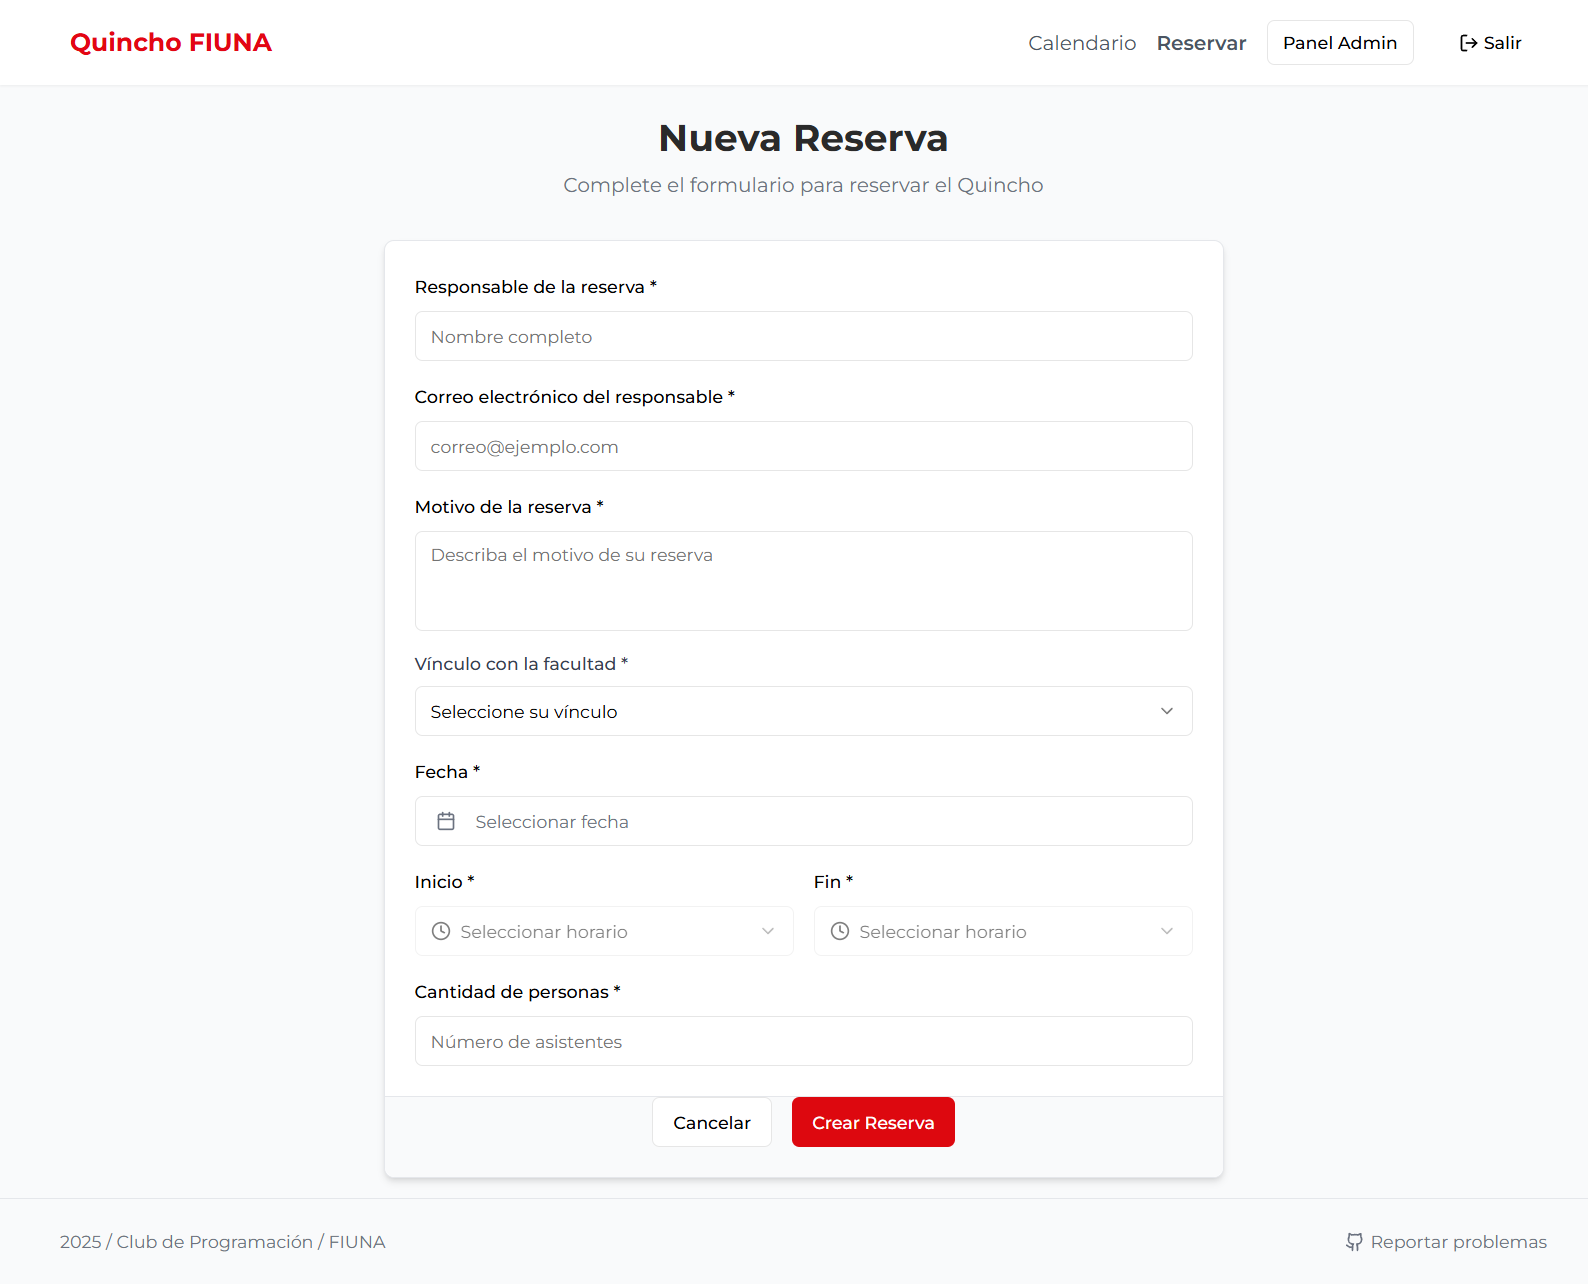 Quincho FIUNA
Calendario
Reservar
Panel Admin
Salir
Nueva Reserva
Complete el formulario para reservar el Quincho
Responsable de la reserva *
Nombre completo
Correo electrónico del responsable *
correo@ejemplo.com
Motivo de la reserva *
Describa el motivo de su reserva
Vínculo con la facultad *
Seleccione su vínculo
Fecha *
Seleccionar fecha
Inicio *
Fin *
Seleccionar horario
Seleccionar horario
Cantidad de personas *
Número de asistentes
Cancelar
Crear Reserva
2025 / Club de Programación / FIUNA
Reportar problemas